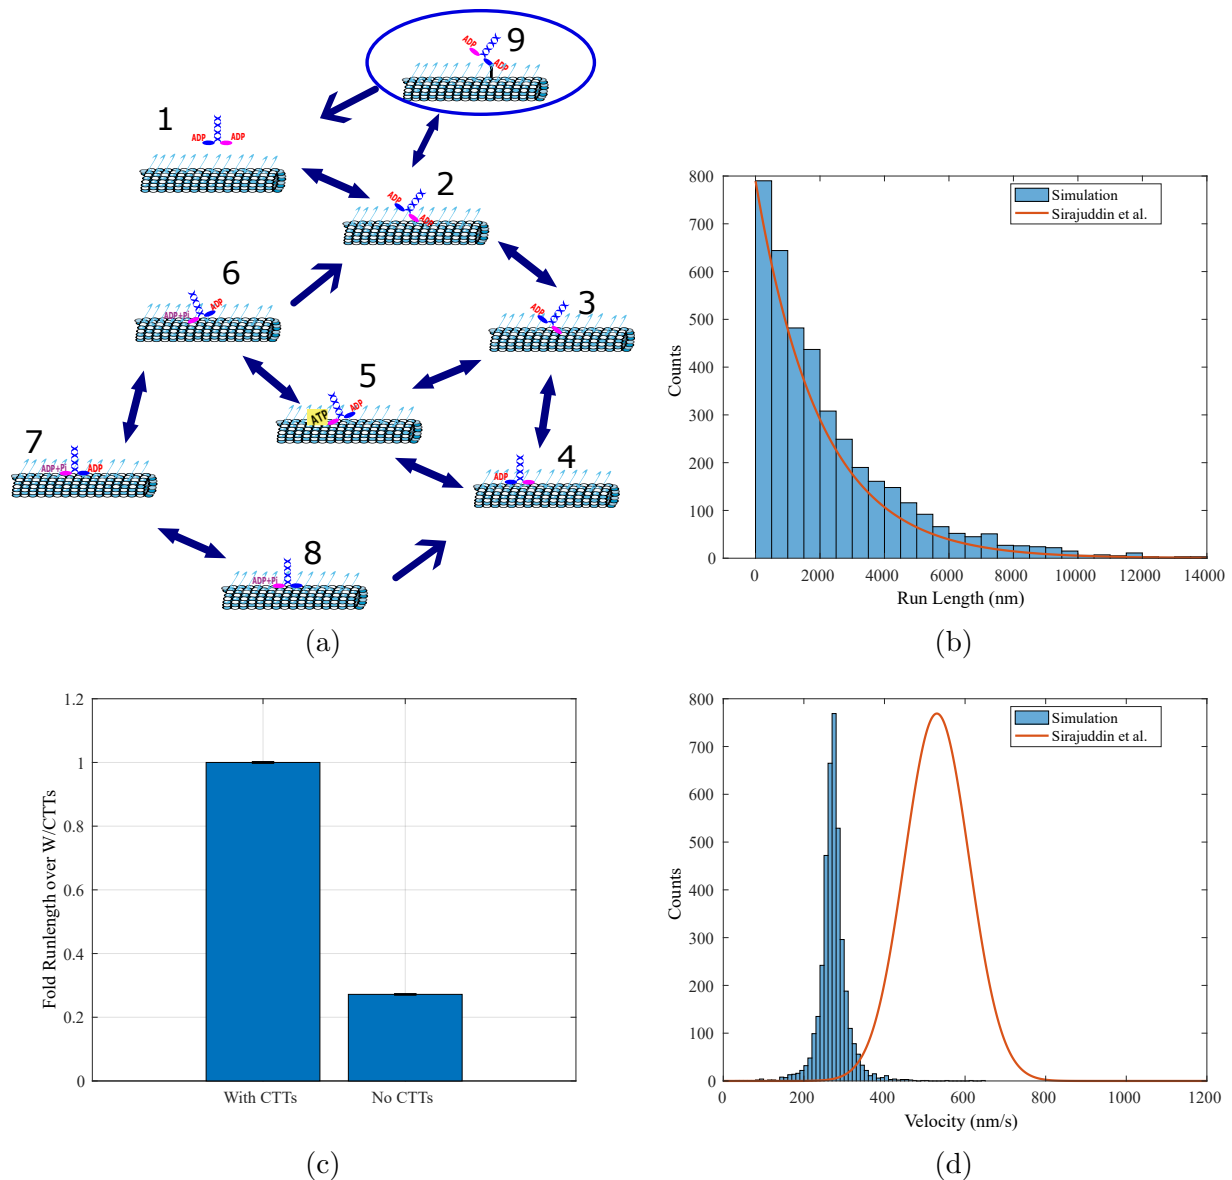 9
ADP
ADP
1
ADP
ADP
2
ADP
ADP
6
ADP+Pi
ADP
3
ADP
5
ATP
ADP
7
ADP+Pi
ADP
4
ADP
8
ADP+Pi
(a)
800
700
600
500
400
300
200
100
0
Counts
Simulation
Sirajuddin et al.
0 2000 4000 6000 8000 10000 12000 14000
Run Length (nm)
(b)
1.2
1
0.8
0.6
0.4
0.2
0
Fold Runlength over W/CTTs
With CTTs No CTTs
(c)
800
700
600
500
400
300
200
100
0
Counts
Simulation
Sirajuddin et al.
0 200 400 600 800 1000 1200
Velocity (nm/s)
(d)